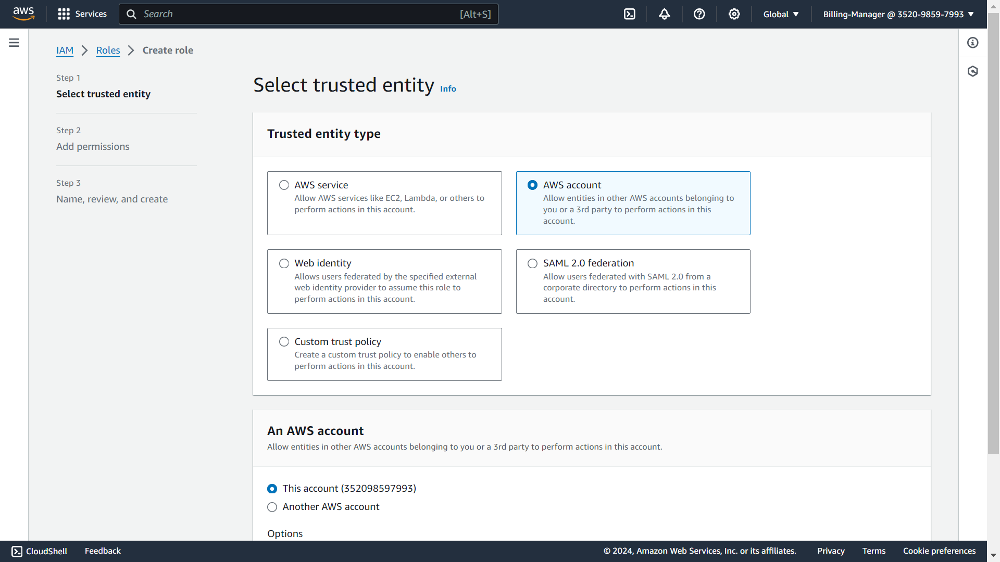 aws
Services
Search
[Alt+S]
Global
Billing-Manager @ 3520-9859-7993
IAM
Roles
Create role
Step 1
Select trusted entity
Step 2
Add permissions
Step 3
Name, review, and create
Select trusted entity Info
Trusted entity type
AWS service
Allow AWS services like EC2, Lambda, or others to
perform actions in this account.
AWS account
Allow entities in other AWS accounts belonging to
you or a 3rd party to perform actions in this
account.
Web identity
Allows users federated by the specified external
web identity provider to assume this role to
perform actions in this account.
SAML 2.0 federation
Allow users federated with SAML 2.0 from a
corporate directory to perform actions in this
account.
Custom trust policy
Create a custom trust policy to enable others to
perform actions in this account.
An AWS account
Allow entities in other AWS accounts belonging to you or a 3rd party to perform actions in this account.
This account (352098597993)
Another AWS account
Options
CloudShell
Feedback
© 2024, Amazon Web Services, Inc. or its affiliates.
Privacy
Terms
Cookie preferences